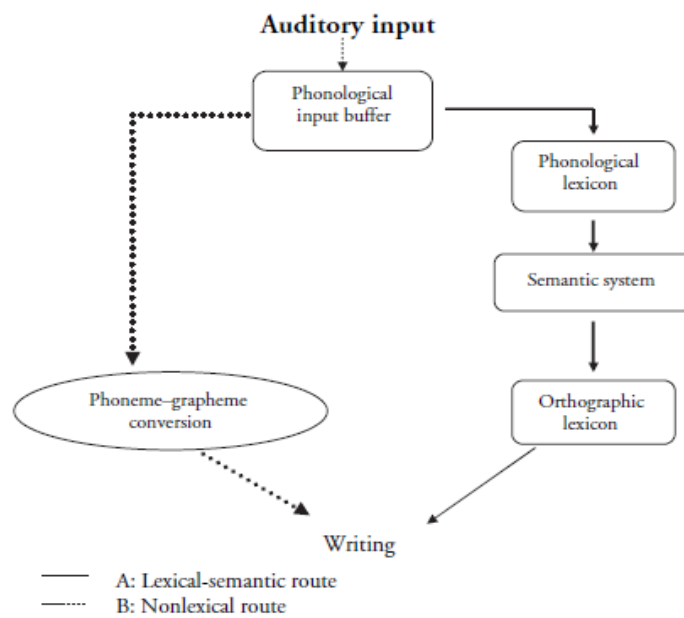 Auditory input
Phonological
input buffer
Phonological
lexicon
Semantic system
Phoneme–grapheme
conversion
Orthographic
lexicon
Writing
A: Lexical-semantic route
B: Nonlexical route